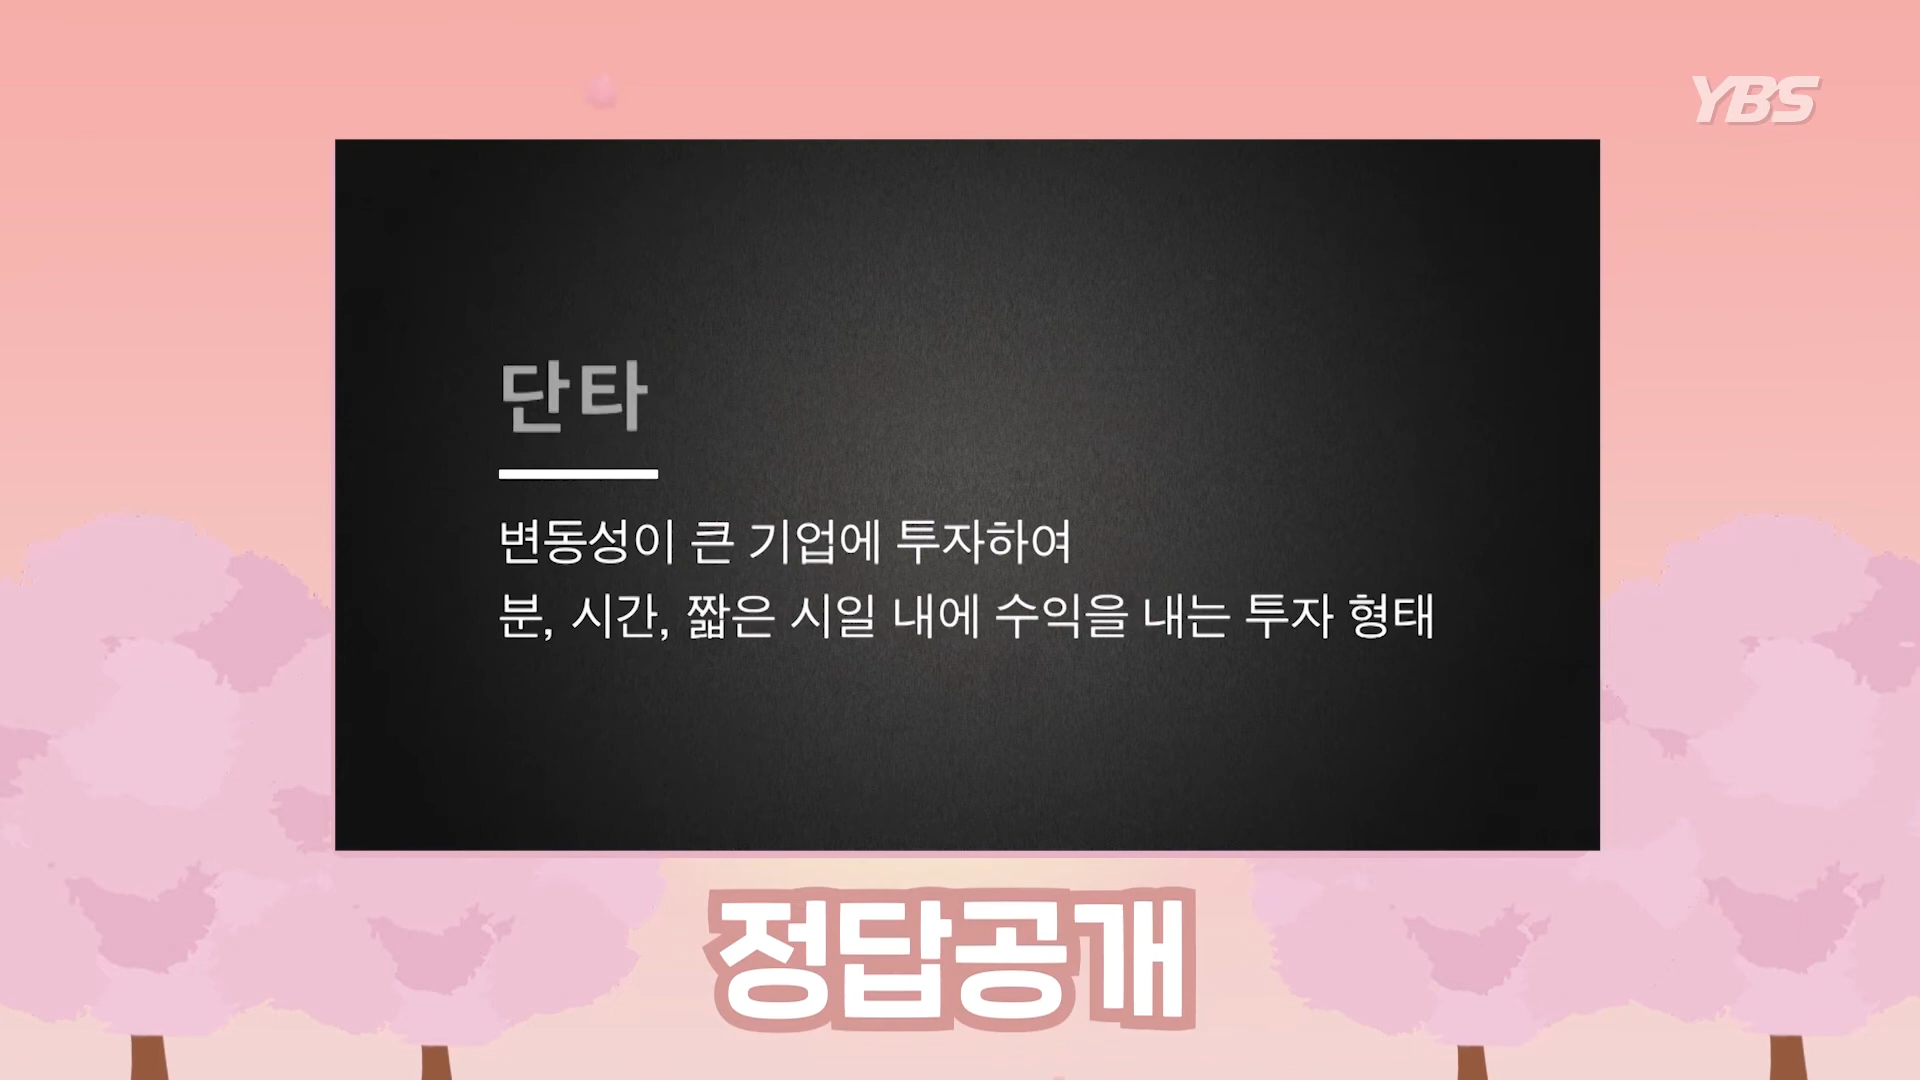 YBS
단타
변동성이 큰 기업에 투자하여
분, 시간, 짧은 시일 내에 수익을 내는 투자 형태
정답공개